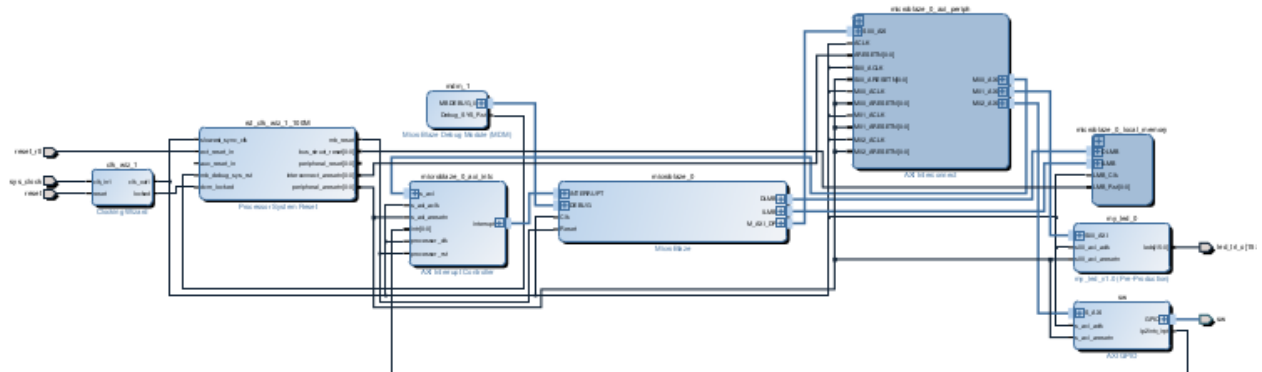 microblaze_0_axi_periph
S00_AXI
ACLK
ARESETN[0:0]
S00_ACLK
S00_ARESETN[0:0]
M00_ACLK
M00_ARESETN[0:0]
M01_ACLK
M01_ARESETN[0:0]
M02_ACLK
M02_ARESETN[0:0]
M00_AXI
M01_AXI
M02_AXI
AXI Interconnect
mdm_1
MBDEBUG_0
Debug_SYS_Rst
MicroBlaze Debug Module (MDM)
rst_clk_wiz_1_100M
slowest_sync_clk
ext_reset_in
aux_reset_in
mb_debug_sys_rst
dcm_locked
mb_reset
bus_struct_reset[0:0]
peripheral_reset[0:0]
interconnect_aresetn[0:0]
peripheral_aresetn[0:0]
Processor System Reset
sys_clock
reset
clk_wiz_1
clk_in1
reset
clk_out1
locked
Clocking Wizard
microblaze_0_axi_intc
s_axi
s_axi_aclk
s_axi_aresetn
intr[0:0]
processor_clk
processor_rst
interrupt
AXI Interrupt Controller
microblaze_0
INTERRUPT
DEBUG
Clk
Reset
DLMB
ILMB
M_AXI_DP
MicroBlaze
microblaze_0_local_memory
DLMB
ILMB
LMB_Clk
LMB_Rst[0:0]
my_led_0
S00_AXI
s00_axi_aclk
s00_axi_aresetn
my_led_v1.0 (Pre-Production)
sw
S_AXI
s_axi_aclk
s_axi_aresetn
GPIO
ip2intc_irpt
AXI GPIO
sw